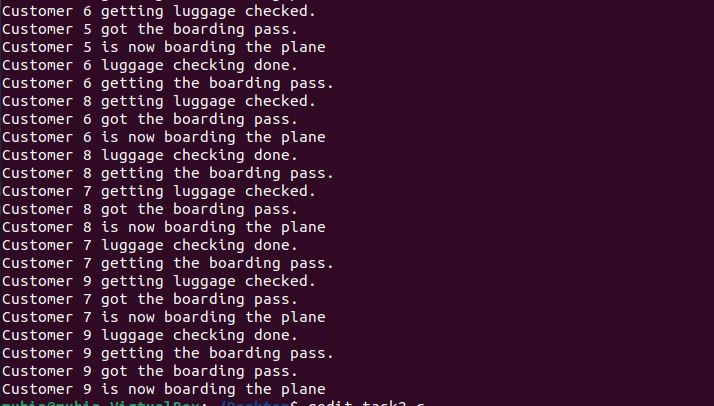 Customer 6 getting luggage checked.
Customer 5 got the boarding pass.
Customer 5 is now boarding the plane
Customer 6 luggage checking done.
Customer 6 getting the boarding pass.
Customer 8 getting luggage checked.
Customer 6 got the boarding pass.
Customer 6 is now boarding the plane
Customer 8 luggage checking done.
Customer 8 getting the boarding pass.
Customer 7 getting luggage checked.
Customer 8 got the boarding pass.
Customer 8 is now boarding the plane
Customer 7 luggage checking done.
Customer 7 getting the boarding pass.
Customer 9 getting luggage checked.
Customer 7 got the boarding pass.
Customer 7 is now boarding the plane
Customer 9 luggage checking done.
Customer 9 getting the boarding pass.
Customer 9 got the boarding pass.
Customer 9 is now boarding the plane